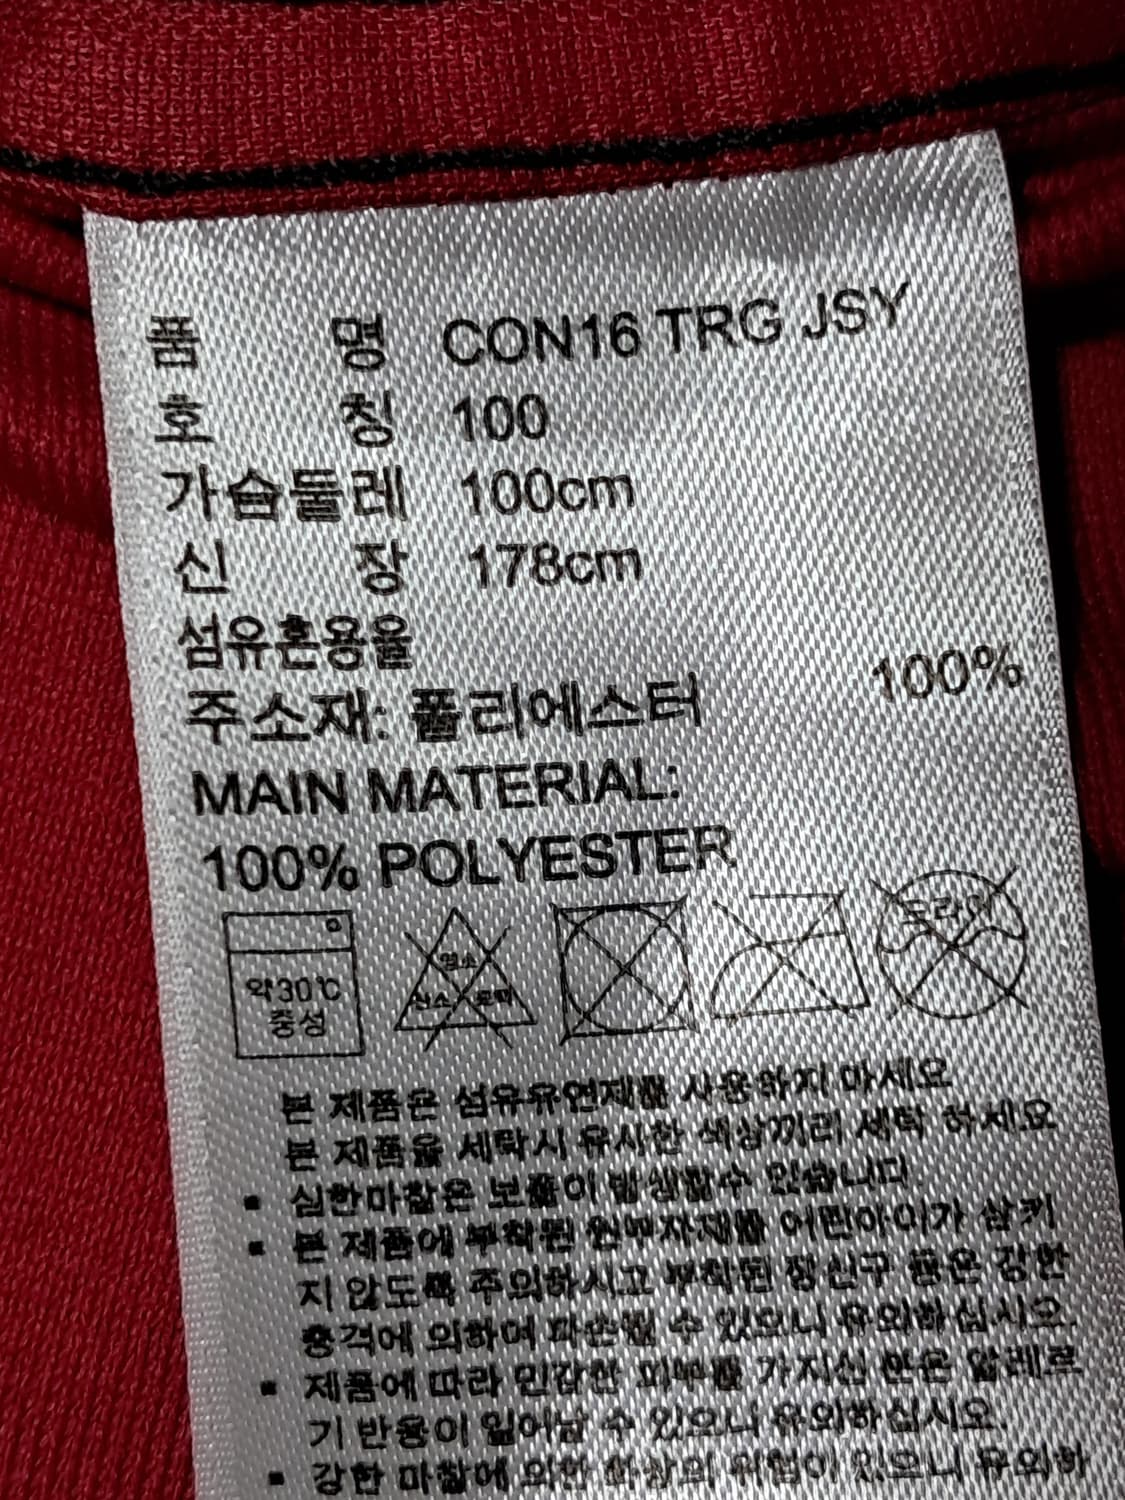 품 명 CON16 TRG JSY
호 칭 100
가슴둘레 100cm
신 장 178cm
섬유혼용율
주소재: 폴리에스터 100%
MAIN MATERIAL:
100% POLYESTER
약30℃
중성
염소
산소 표백
드라이
본 제품은 섬유유연제를 사용하지 마세요
본 제품을 세탁시 유사한 색상끼리 세탁 하세요
▪ 심한마찰은 보풀이 발생할수 있습니다.
▪ 본 제품에 부착된 원부자재를 어린아이가 삼키
지 않도록 주의하시고 부착된 장신구 등은 강한
충격에 의하여 파손될 수 있으니 유의하십시오.
▪ 제품에 따라 민감한 피부를 가지신 분은 알레르
기 반응이 일어날 수 있으니 유의하십시오.
▪ 강한 마찰에 의한 화상의 위험이 있으니 유의하